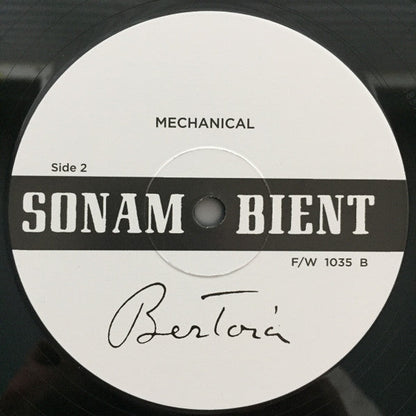 MECHANICAL
Side 2
SONAM BIENT
F/W 1035 B
Bertoia